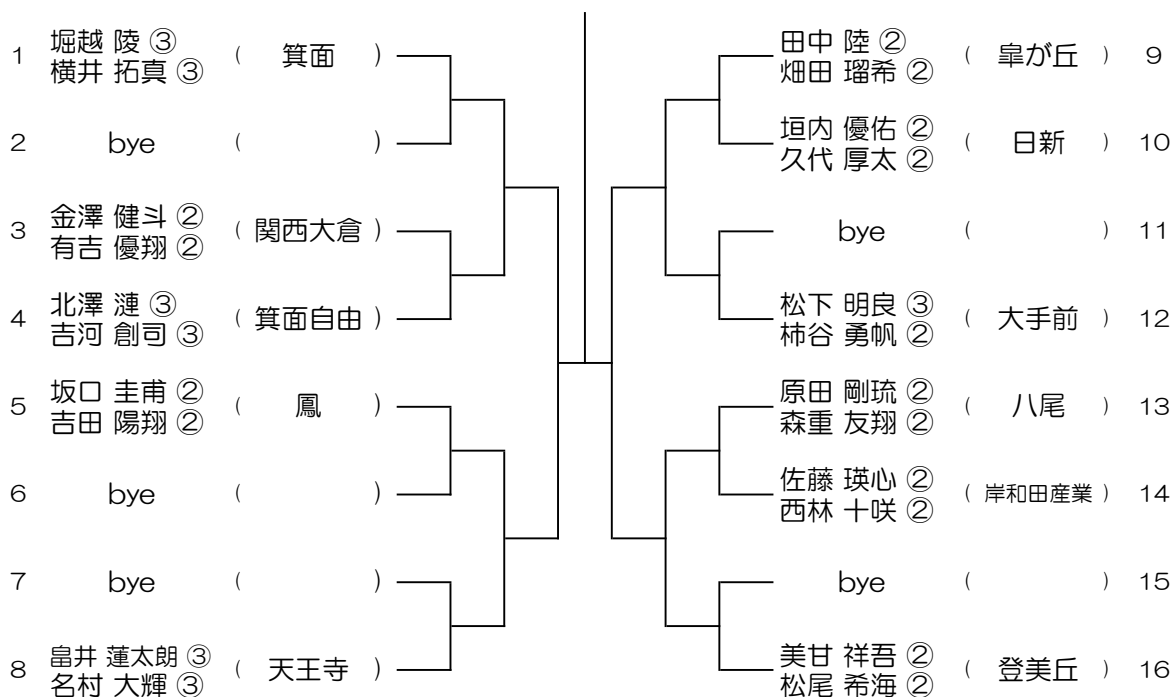 1 堀越 陵 ③
横井 拓真 ③
( 箕面 )
2 bye ( )
3 金澤 健斗 ②
有吉 優翔 ②
( 関西大倉 )
4 北澤 漣 ③
吉河 創司 ③
( 箕面自由 )
5 坂口 圭甫 ②
吉田 陽翔 ②
( 鳳 )
6 bye ( )
7 bye ( )
8 畠井 蓮太朗 ③
名村 大輝 ③
( 天王寺 )
田中 陸 ②
畑田 瑠希 ②
( 皐が丘 ) 9
垣内 優佑 ②
久代 厚太 ②
( 日新 ) 10
bye ( ) 11
松下 明良 ③
柿谷 勇帆 ②
( 大手前 ) 12
原田 剛琉 ②
森重 友翔 ②
( 八尾 ) 13
佐藤 瑛心 ②
西林 十咲 ②
( 岸和田産業 ) 14
bye ( ) 15
美甘 祥吾 ②
松尾 希海 ②
( 登美丘 ) 16